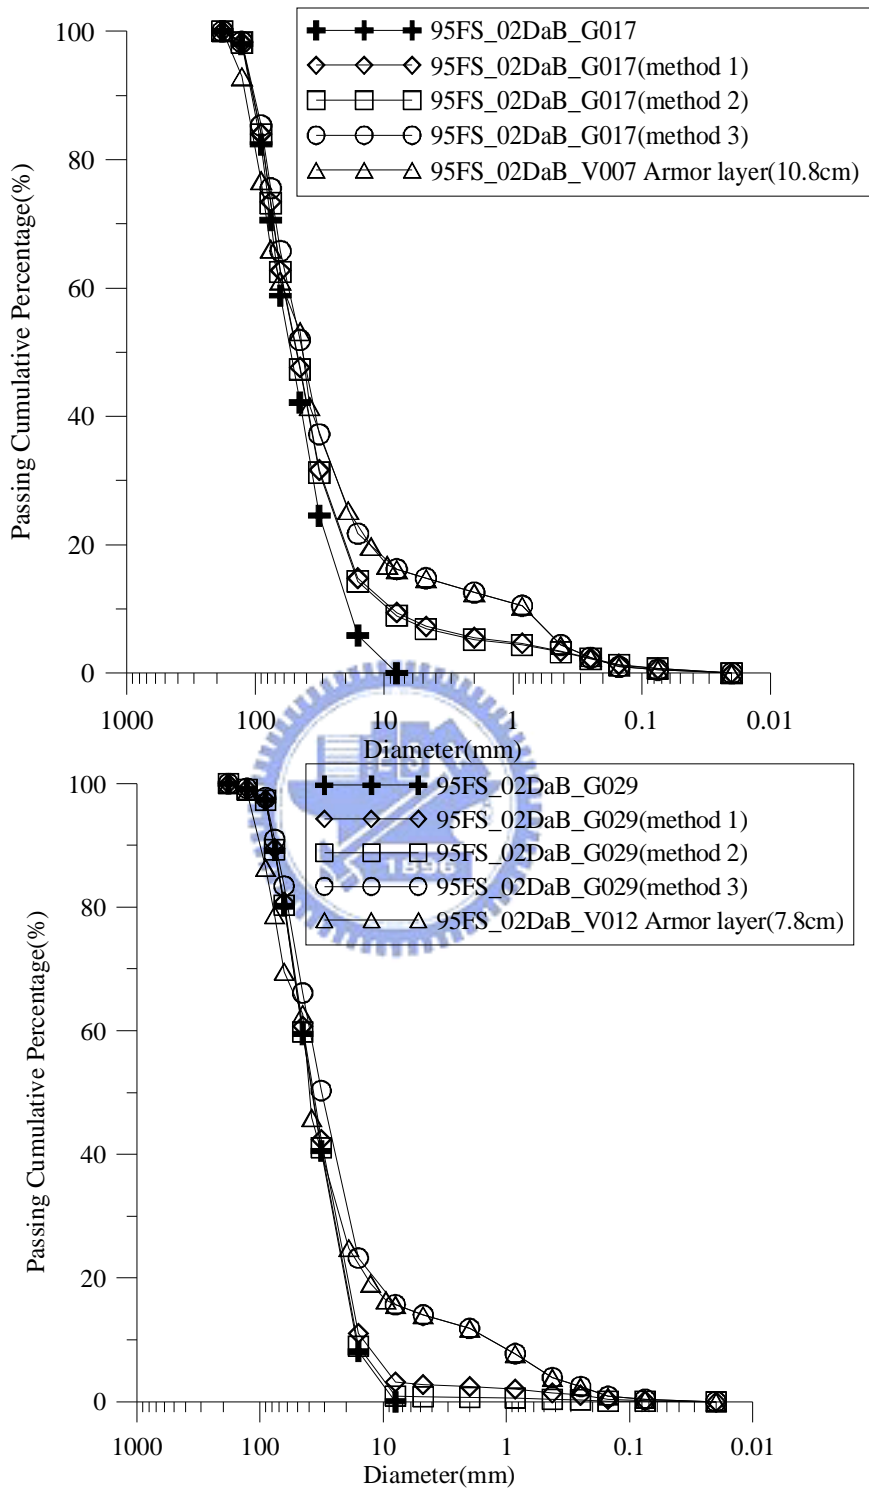 100
80
60
40
20
0
Passing Cumulative Percentage(%)
95FS_02DaB_G017
95FS_02DaB_G017(method 1)
95FS_02DaB_G017(method 2)
95FS_02DaB_G017(method 3)
95FS_02DaB_V007 Armor layer(10.8cm)
1000 100 10 1 0.1 0.01
Diameter(mm)
1896
100
80
60
40
20
0
Passing Cumulative Percentage(%)
95FS_02DaB_G029
95FS_02DaB_G029(method 1)
95FS_02DaB_G029(method 2)
95FS_02DaB_G029(method 3)
95FS_02DaB_V012 Armor layer(7.8cm)
1000 100 10 1 0.1 0.01
Diameter(mm)